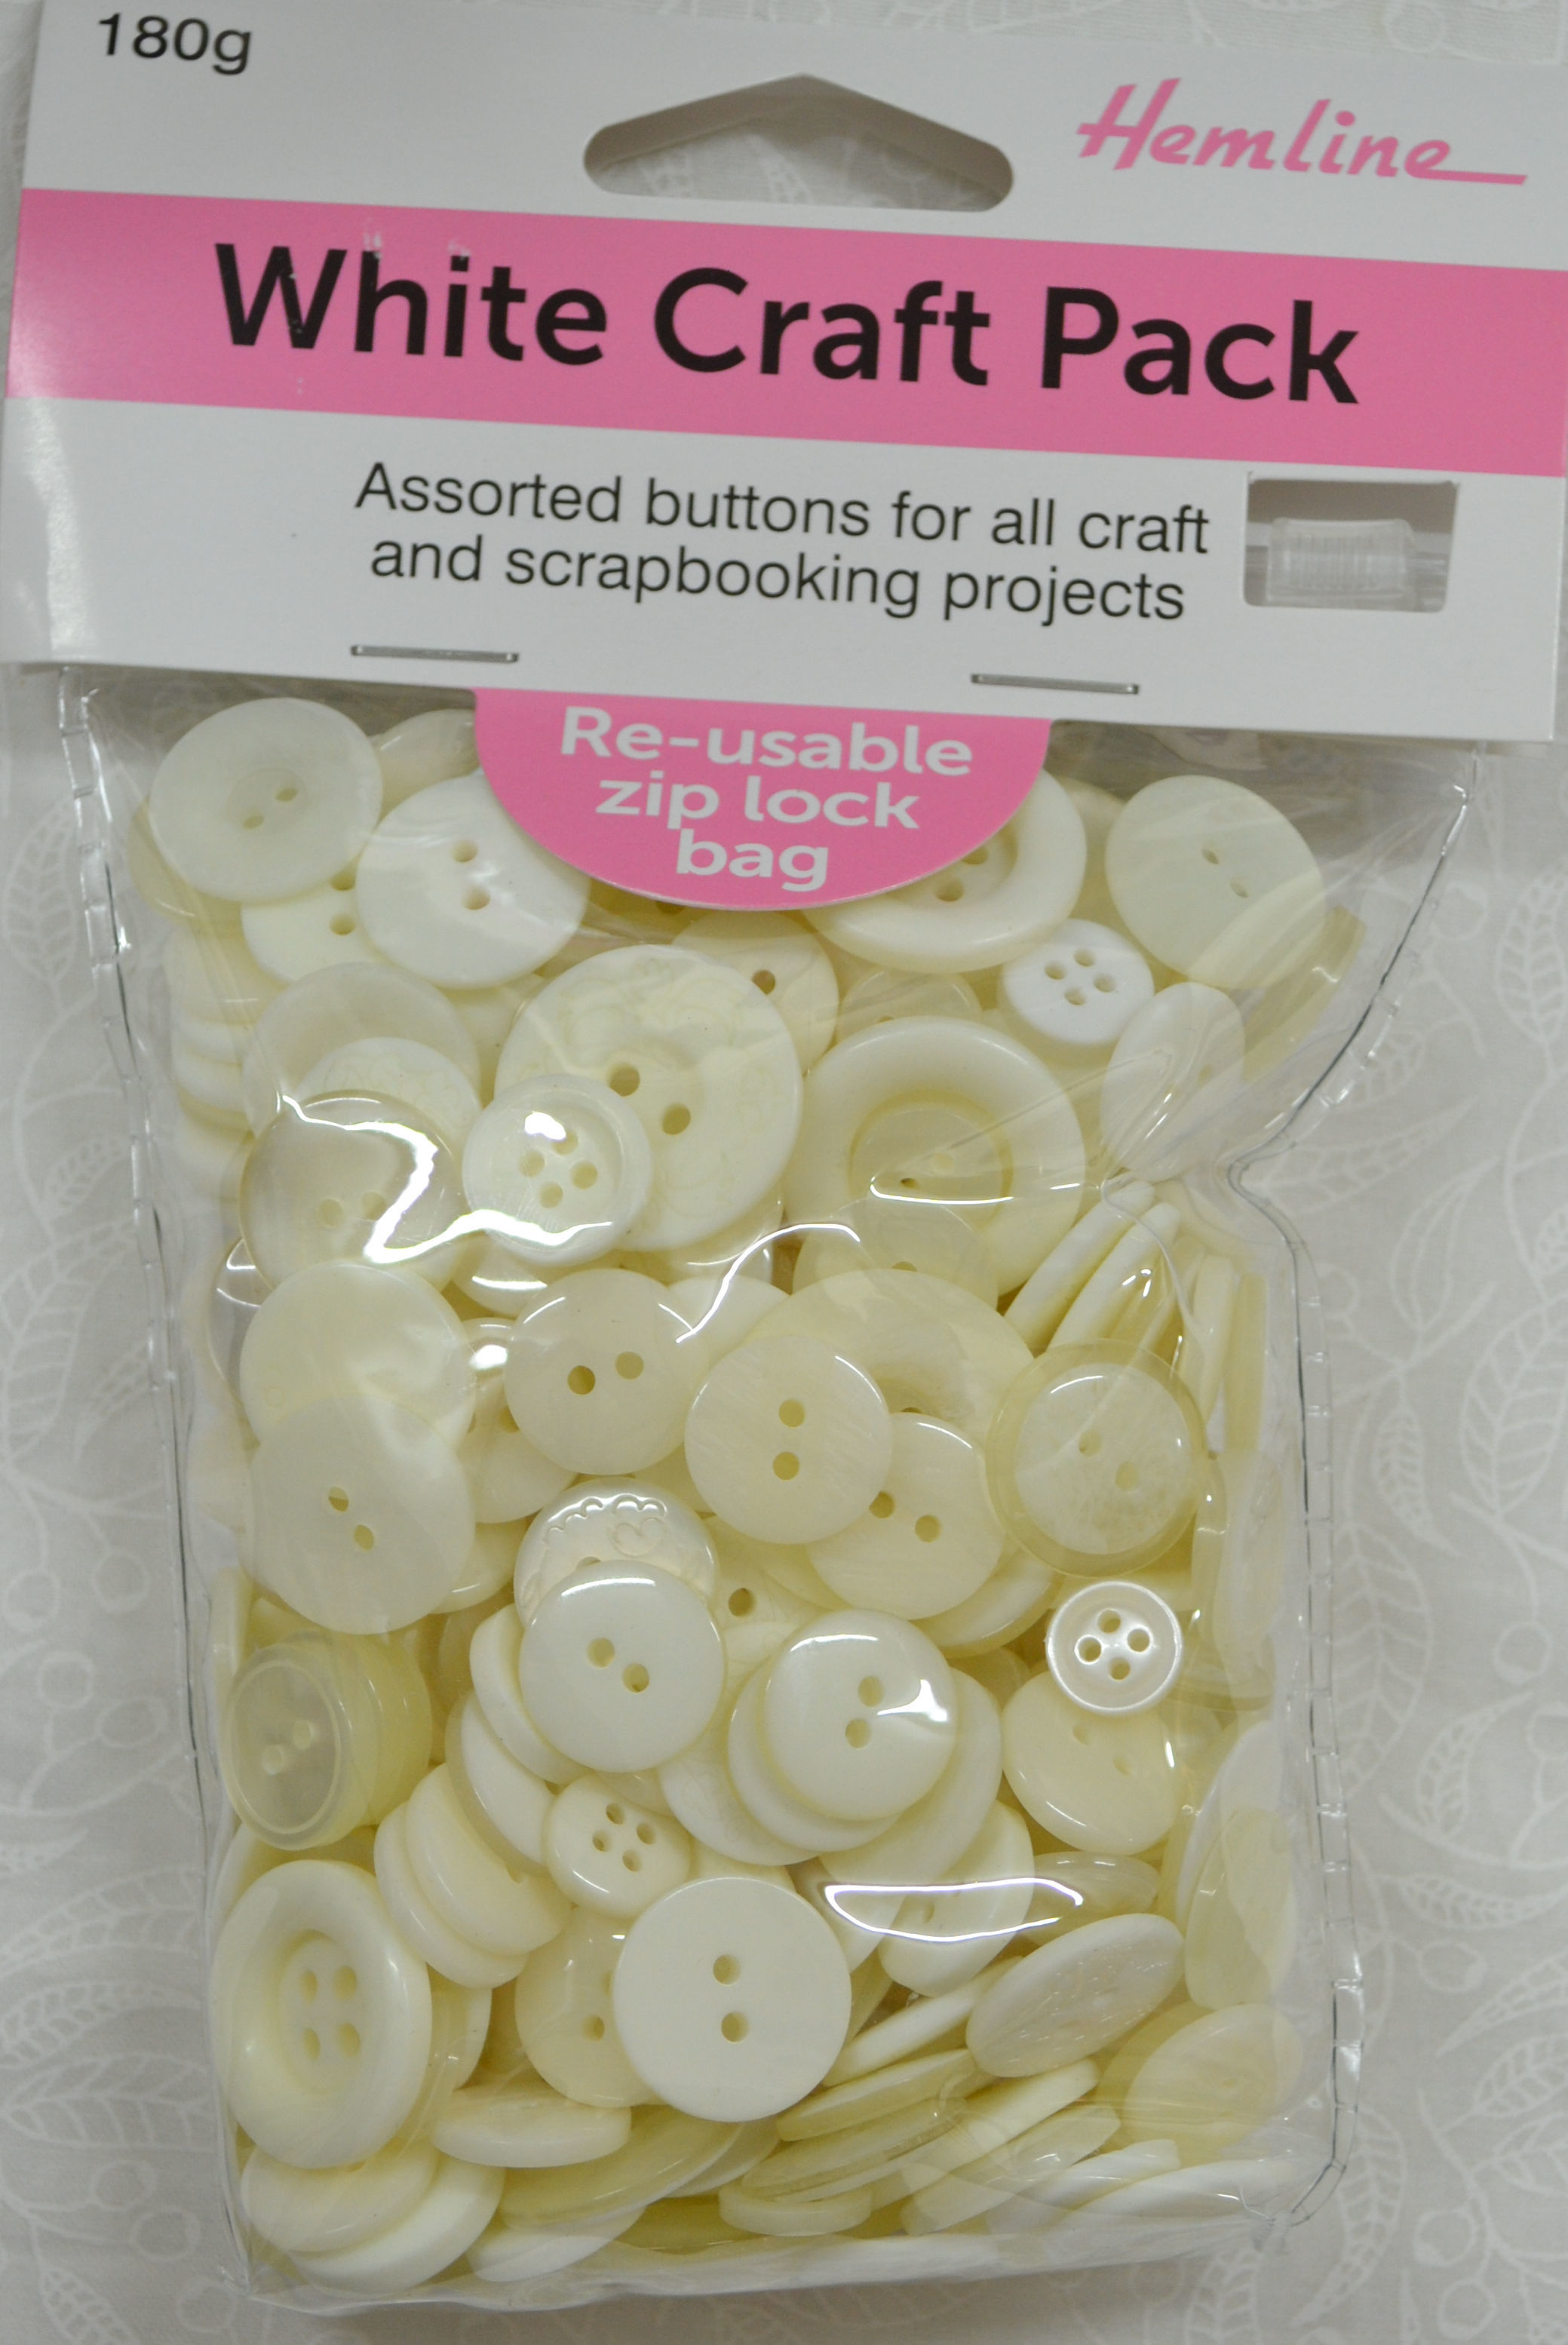 180g
Hemline
White Craft Pack
Assorted buttons for all craft
and scrapbooking projects
Re-usable
zip lock
bag